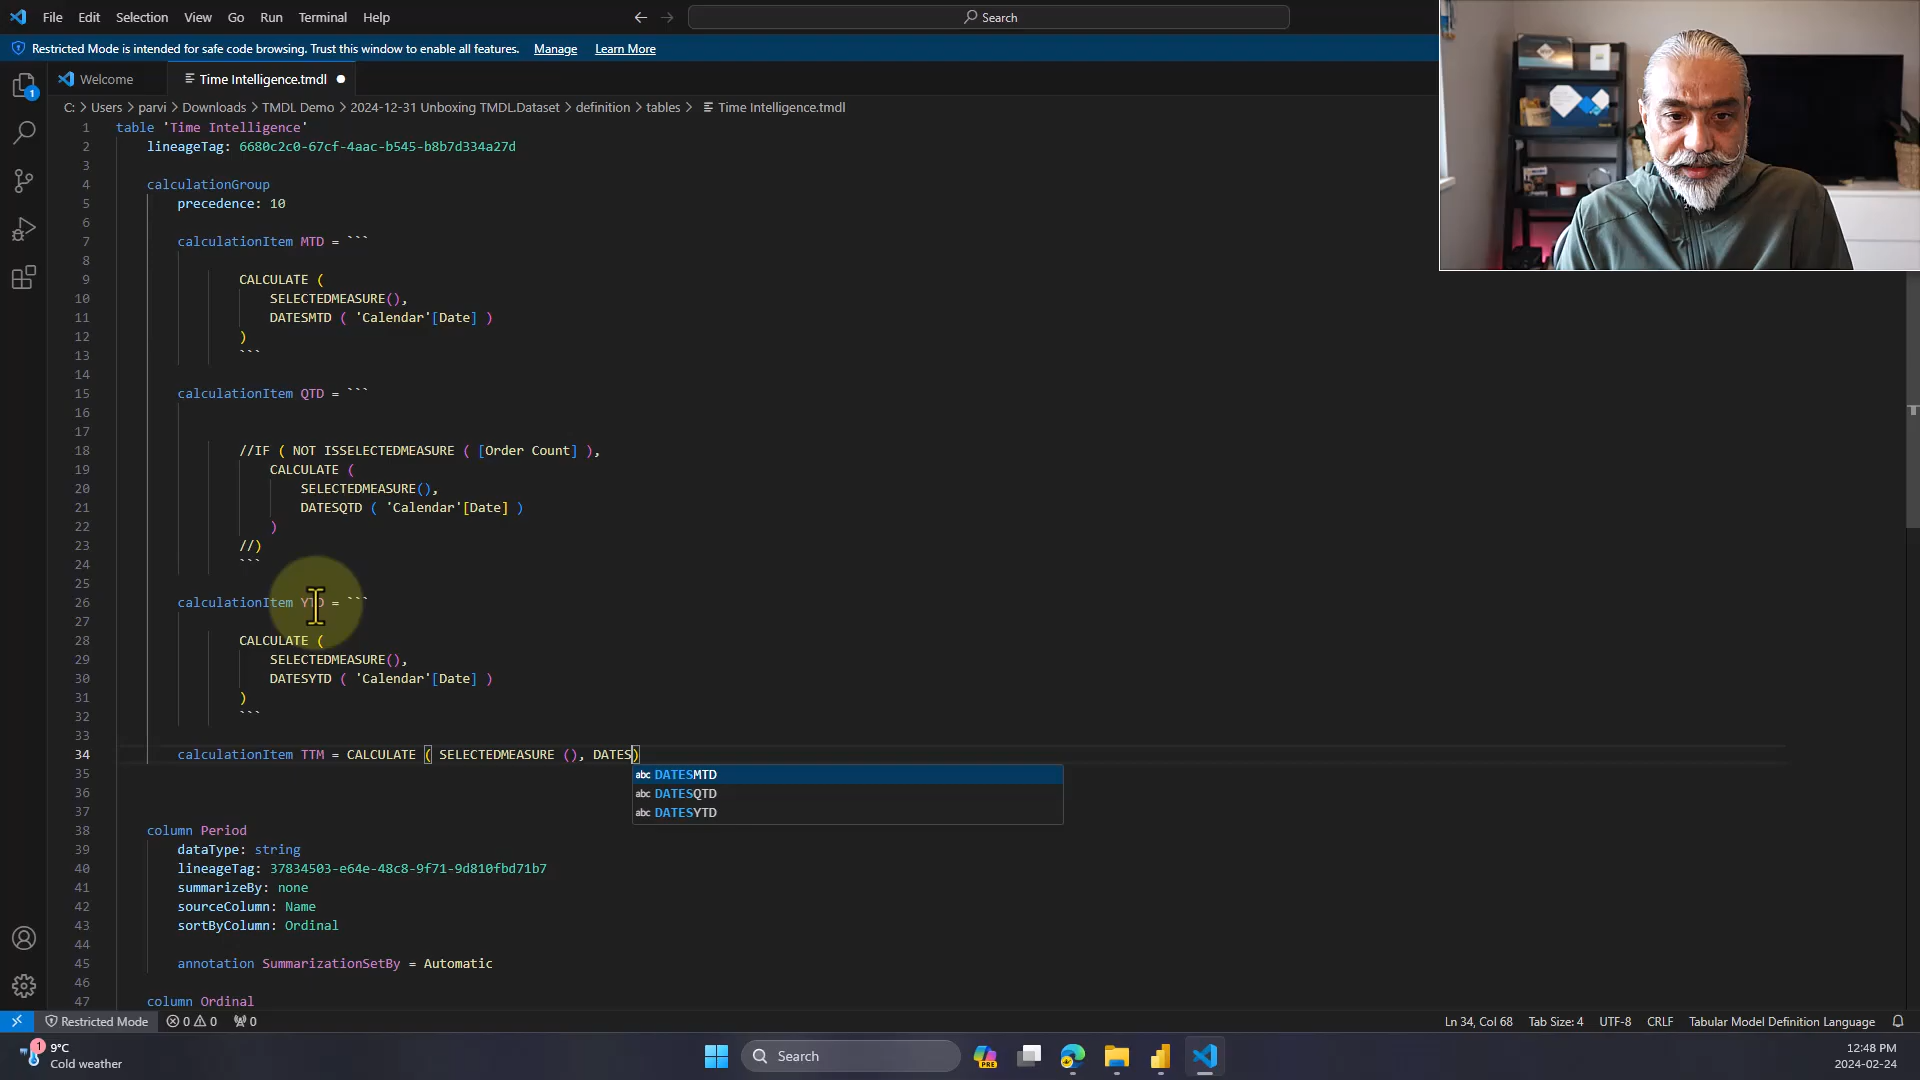 File Edit Selection View Go Run Terminal Help
Search
Restricted Mode is intended for safe code browsing. Trust this window to enable all features. Manage Learn More
Welcome
Time Intelligence.tmdl
C: > Users > parvi > Downloads > TMDL Demo > 2024-12-31 Unboxing TMDL.Dataset > definition > tables > Time Intelligence.tmdl
1 table 'Time Intelligence'
2 lineageTag: 6680c2c0-67cf-4aac-b545-b8b7d334a27d
3
4 calculationGroup
5 precedence: 10
6
7 calculationItem MTD = ```
8
9 CALCULATE (
10 SELECTEDMEASURE(),
11 DATESMTD ( 'Calendar'[Date] )
12 )
13 ```
14
15 calculationItem QTD = ```
16
17
18 //IF ( NOT ISSELECTEDMEASURE ( [Order Count] ),
19 CALCULATE (
20 SELECTEDMEASURE(),
21 DATESQTD ( 'Calendar'[Date] )
22 )
23 //)
24 ```
25
26 calculationItem YTD = ```
27
28 CALCULATE (
29 SELECTEDMEASURE(),
30 DATESYTD ( 'Calendar'[Date] )
31 )
32 ```
33
34 calculationItem TTM = CALCULATE ( SELECTEDMEASURE (), DATES)
35 abc DATESMTD
36 abc DATESQTD
37 abc DATESYTD
38 column Period
39 dataType: string
40 lineageTag: 37834503-e64e-48c8-9f71-9d810fbd71b7
41 summarizeBy: none
42 sourceColumn: Name
43 sortByColumn: Ordinal
44
45 annotation SummarizationSetBy = Automatic
46
47 column Ordinal
Restricted Mode 0 0 0 Ln 34, Col 68 Tab Size: 4 UTF-8 CRLF Tabular Model Definition Language
1
9°C
Cold weather
Search
PRE
12:48 PM
2024-02-24